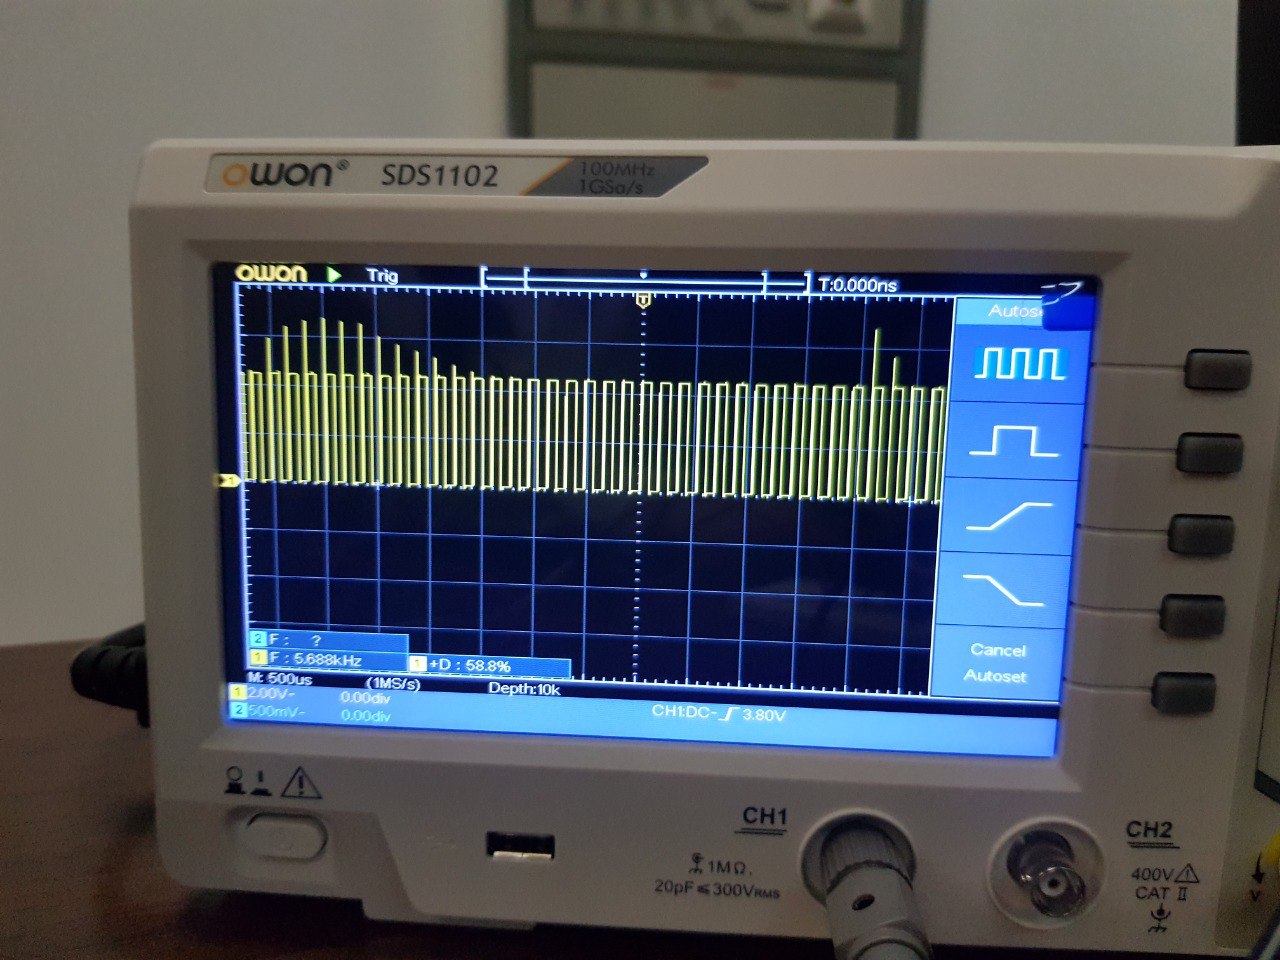 owon® SDS1102 100MHz
1GSa/s
owon Trig T:0.000ns
T
Autose
1
2 F : ?
1 F : 5.688kHz 1 +D : 58.8%
M: 500us (1MS/s) Depth:10k
1 2.00V~ 0.00div
2 500mV~ 0.00div
CH1:DC- 3.80V
Cancel
Autoset
CH1
1MΩ,
20pF ≤300VRMS
CH2
400V
CAT II
V